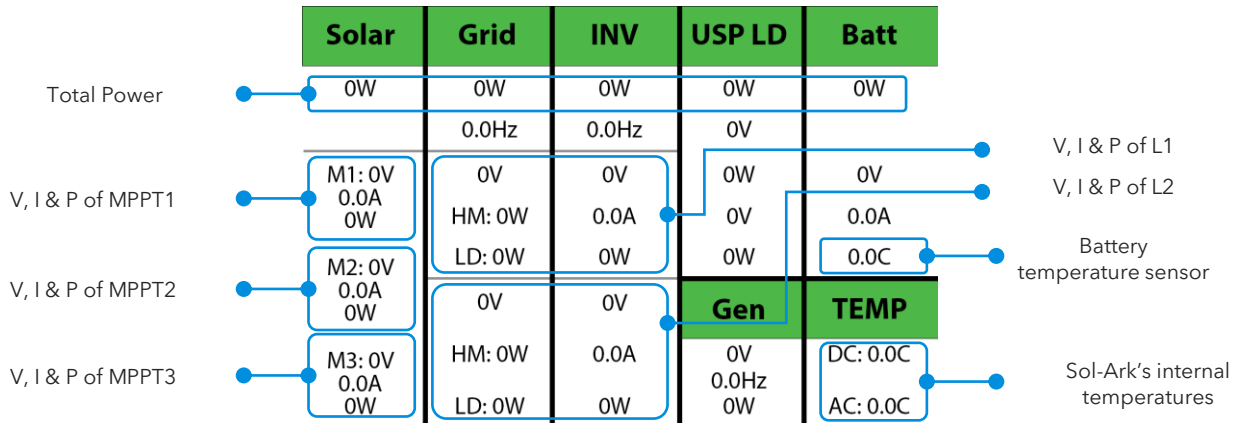 Solar Grid INV USP LD Batt
Total Power
0W 0W 0W 0W 0W
0.0Hz 0.0Hz 0V
V, I & P of L1
V, I & P of MPPT1
M1: 0V 0V 0V 0W 0V
V, I & P of L2
0.0A
0W
HM: 0W 0.0A 0V 0.0A
LD: 0W 0W 0W 0.0C
Battery
temperature sensor
V, I & P of MPPT2
M2: 0V
0.0A
0W
0V 0V Gen TEMP
V, I & P of MPPT3
M3: 0V
0.0A
0W
HM: 0W 0.0A 0V DC: 0.0C
0.0Hz
LD: 0W 0W 0W AC: 0.0C
Sol-Ark's internal
temperatures